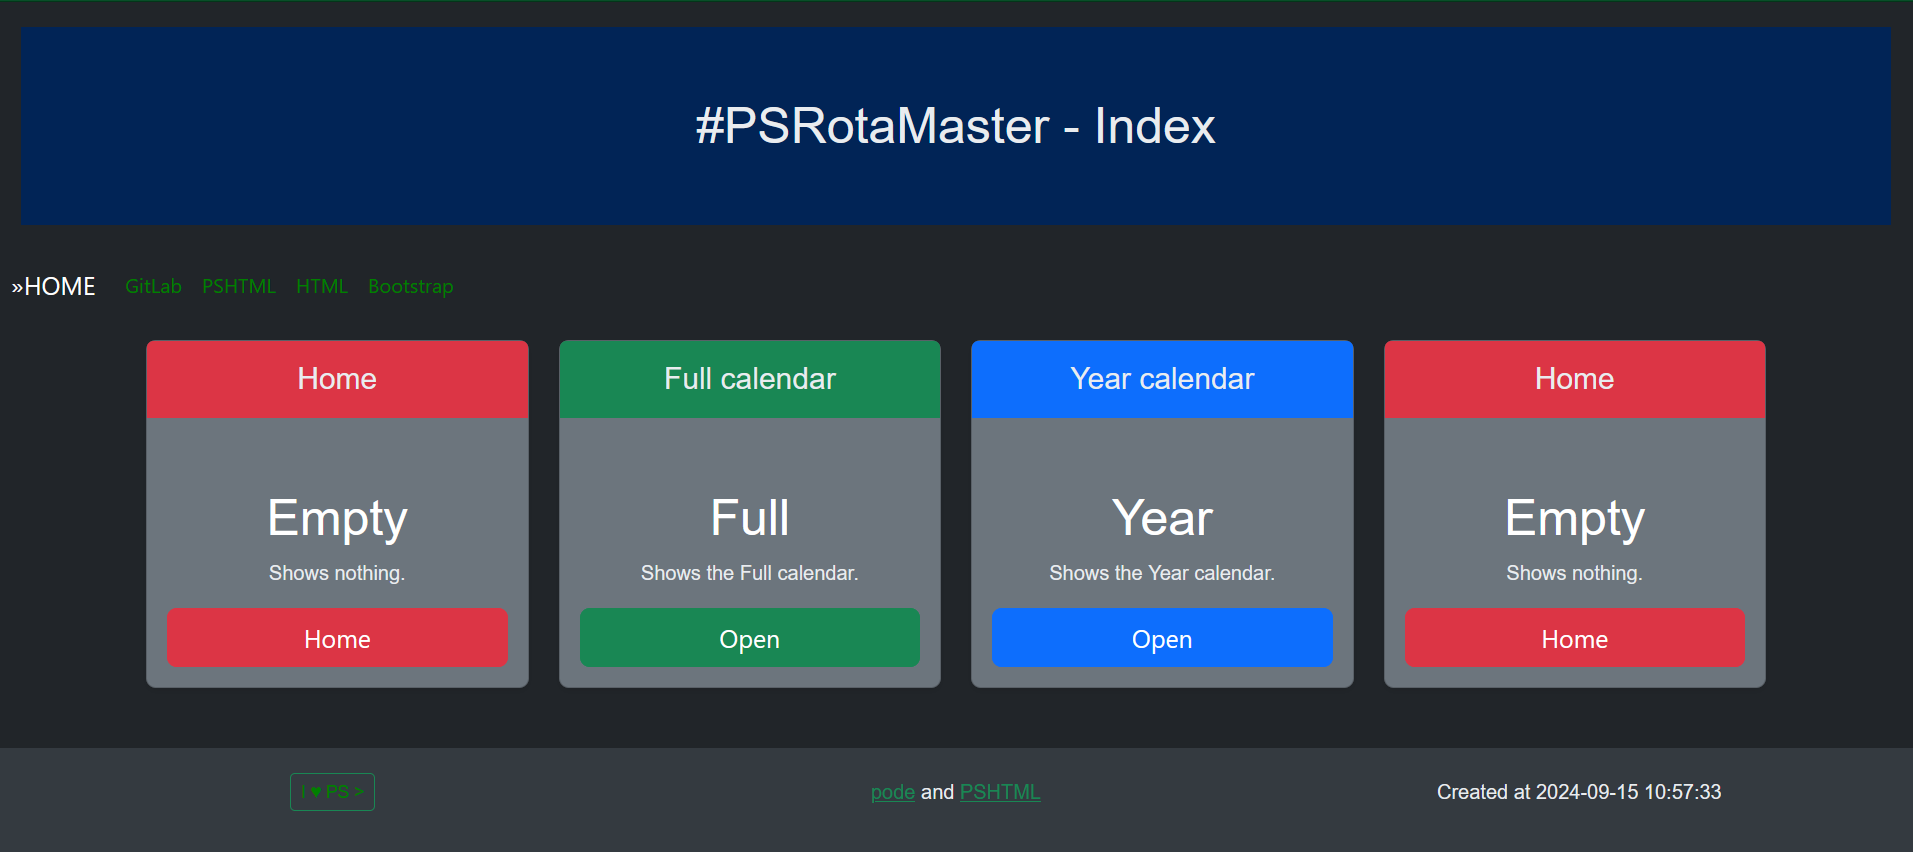 #PSRotaMaster - Index
»HOME GitLab PSHTML HTML Bootstrap
Home
Empty
Shows nothing.
Home
Full calendar
Full
Shows the Full calendar.
Open
Year calendar
Year
Shows the Year calendar.
Open
Home
Empty
Shows nothing.
Home
I ♥ PS >
pode and PSHTML
Created at 2024-09-15 10:57:33